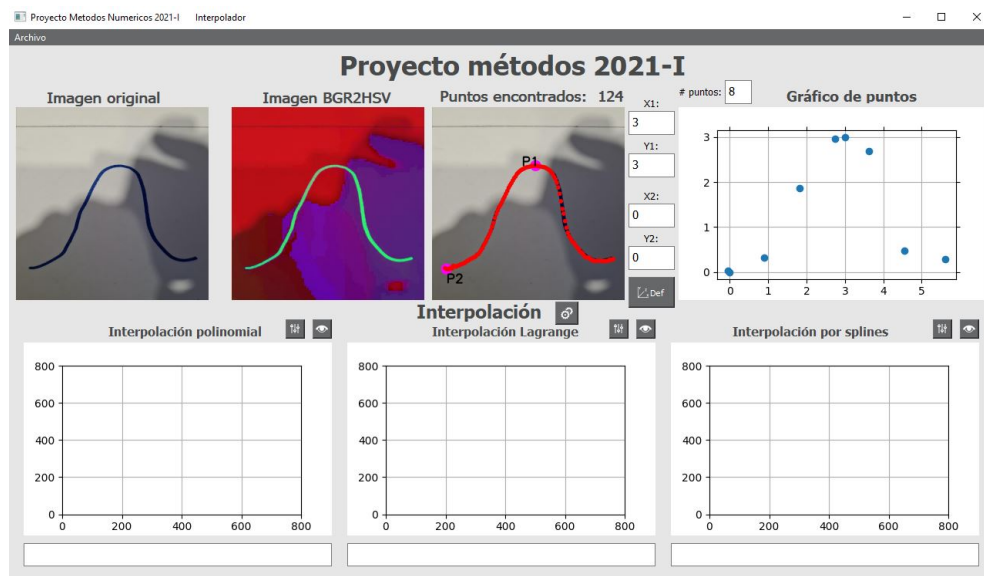 Proyecto Metodos Numericos 2021-I Interpolador
Archivo
Proyecto métodos 2021-I
Imagen original
Imagen BGR2HSV
Puntos encontrados: 124
# puntos: 8
Gráfico de puntos
X1:
3
Y1:
3
X2:
0
Y2:
0
Def
P1
P2
3
2
1
0
0 1 2 3 4 5
Interpolación
Interpolación polinomial
Interpolación Lagrange
Interpolación por splines
800
600
400
200
0
0 200 400 600 800
800
600
400
200
0
0 200 400 600 800
800
600
400
200
0
0 200 400 600 800